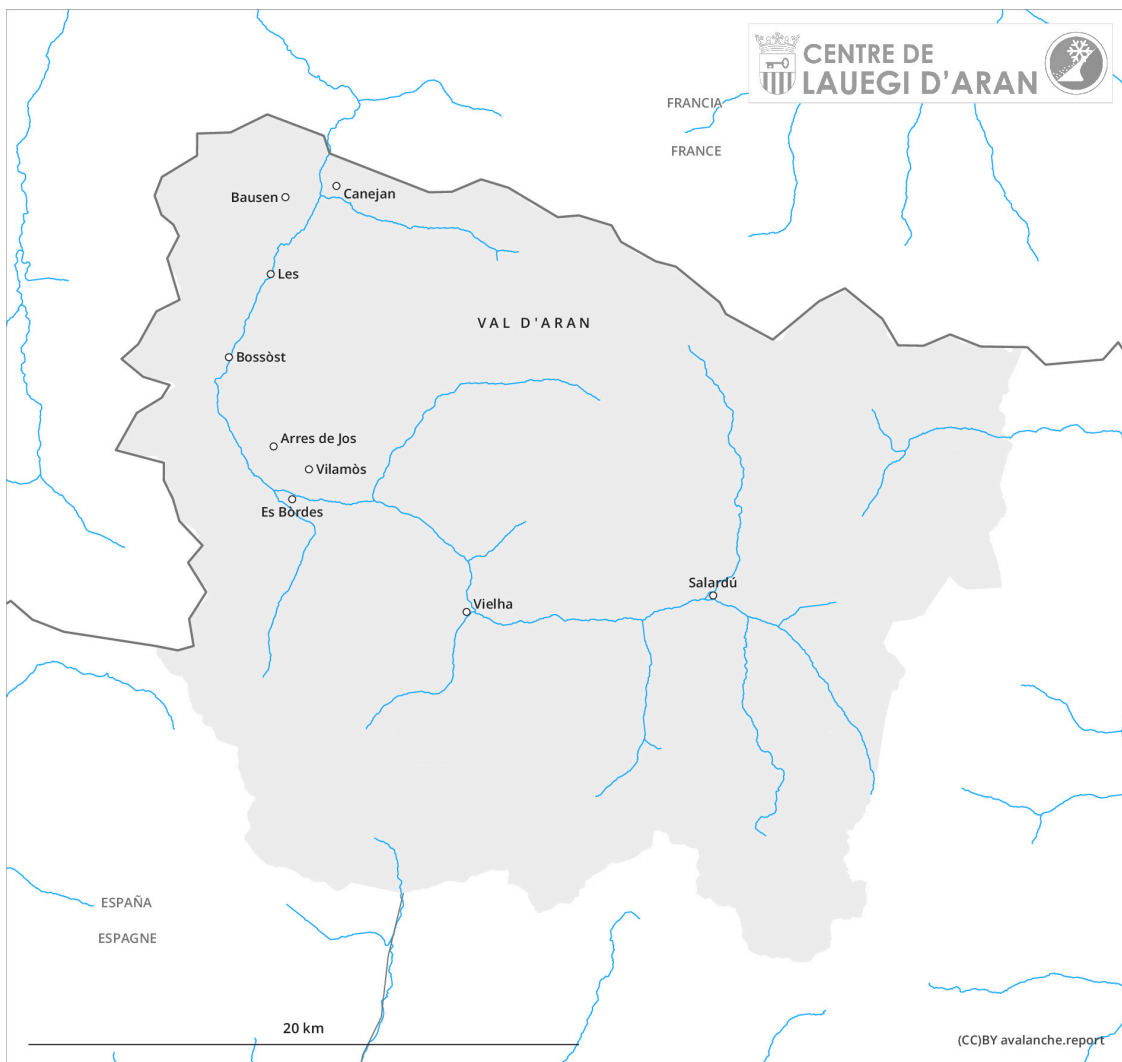 CENTRE DE
LAUEGI D'ARAN
FRANCIA
FRANCE
Canejan
Bausen
Les
VAL D'ARAN
Bossòst
Arres de Jos
Vilamòs
Es Bòrdes
Salardú
Vielha
ESPAÑA
ESPAGNE
20 km
(CC)BY avalanche.report